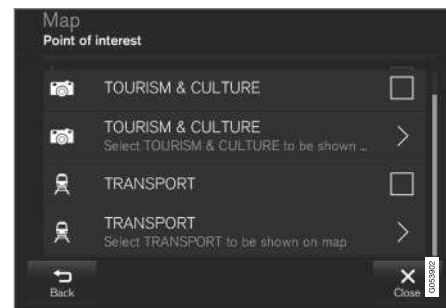 Map
Point of interest
TOURISM & CULTURE
TOURISM & CULTURE
Select TOURISM & CULTURE to be shown ...
TRANSPORT
TRANSPORT
Select TRANSPORT to be shown on map
Back
Close
G053902